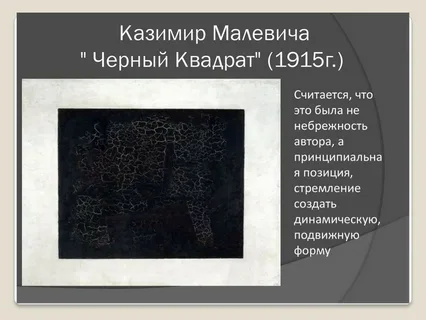 Казимир Малевича
" Черный Квадрат" (1915г.)
Считается, что
это была не
небрежность
автора, а
принципиальна
я позиция,
стремление
создать
динамическую,
подвижную
форму